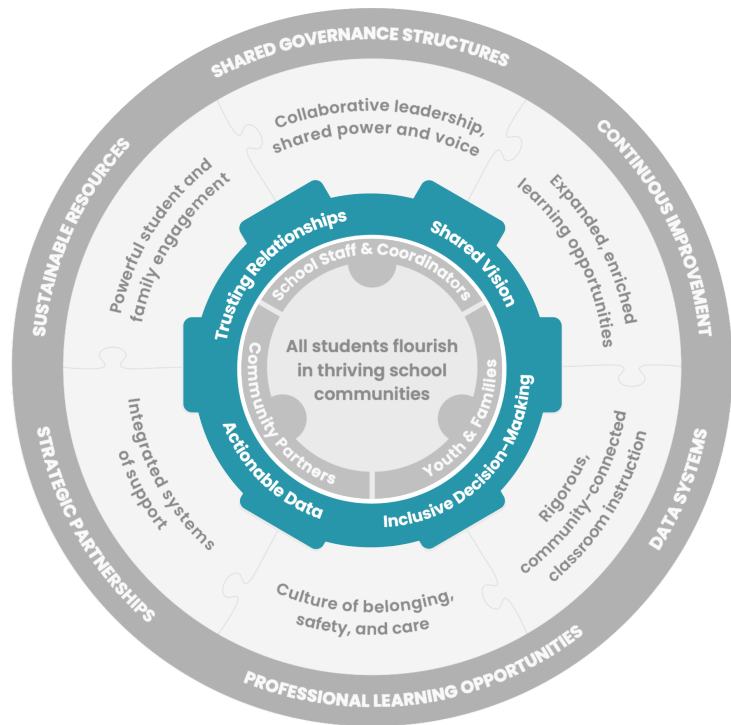 SHARED GOVERNANCE STRUCTURES
CONTINUOUS IMPROVEMENT
DATA SYSTEMS
PROFESSIONAL LEARNING OPPORTUNITIES
STRATEGIC PARTNERSHIPS
SUSTAINABLE RESOURCES
Collaborative leadership,
shared power and voice
Expanded, enriched
learning opportunities
Rigorous,
community-connected
classroom instruction
Culture of belonging,
safety, and care
Integrated systems
of support
Powerful student and
family engagement
Trusting Relationships
Shared Vision
Inclusive Decision-Maaking
Actionable Data
School Staff & Coordinators
Youth & Families
Community Partners
All students flourish
in thriving school
communities